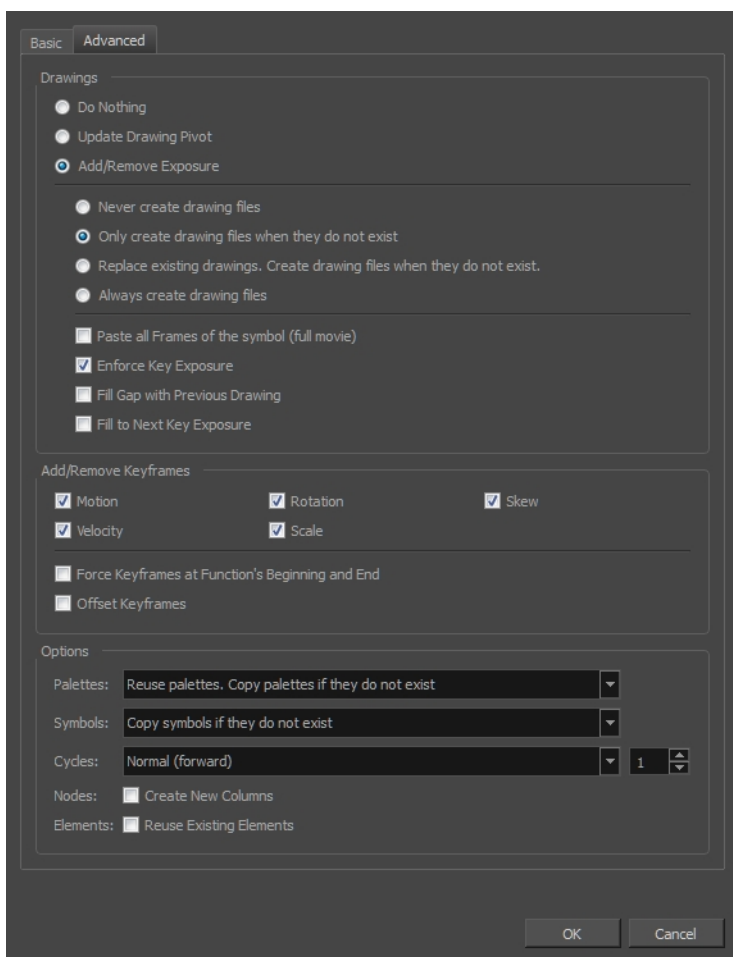 Basic Advanced
Drawings
Do Nothing
Update Drawing Pivot
Add/Remove Exposure
Never create drawing files
Only create drawing files when they do not exist
Replace existing drawings. Create drawing files when they do not exist.
Always create drawing files
Paste all Frames of the symbol (full movie)
Enforce Key Exposure
Fill Gap with Previous Drawing
Fill to Next Key Exposure
Add/Remove Keyframes
Motion Rotation Skew
Velocity Scale
Force Keyframes at Function's Beginning and End
Offset Keyframes
Options
Palettes: Reuse palettes. Copy palettes if they do not exist
Symbols: Copy symbols if they do not exist
Cycles: Normal (forward) 1
Nodes: Create New Columns
Elements: Reuse Existing Elements
OK Cancel